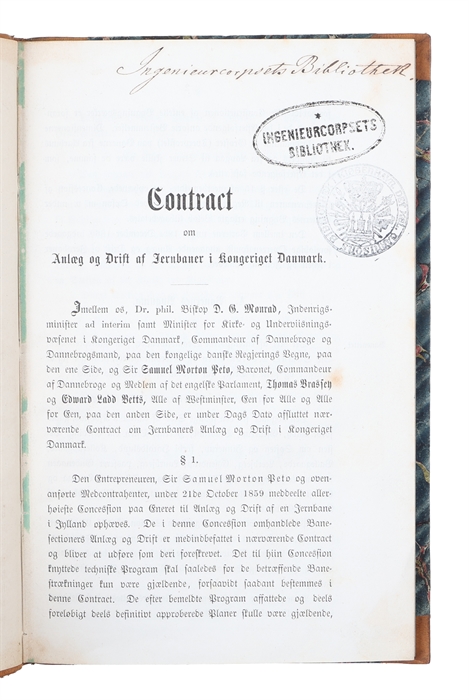 Ingenieurcorpsets Bibliothek.
INGENIEURCORPSETS
BIBLIOTHEK.
Contract
om
Anlæg og Drift af Jernbaner i Kongeriget Danmark.
Imellem os, Dr. phil. Biskop D. G. Monrad, Indenrigs-
minister ad interim samt Minister for Kirke- og Underviisnings-
væsenet i Kongeriget Danmark, Commandeur af Dannebroge og
Dannebrogsmand, paa den kongelige danske Regjerings Vegne, paa
den ene Side, og Sir Samuel Morton Peto, Baronet, Commandeur
af Dannebroge og Medlem af det engelske Parlament, Thomas Brassey
og Edward Ladd Betts, Alle af Westminster, Een for Alle og Alle
for Een, paa den anden Side, er under Dags Dato afsluttet nær-
værende Contract om Jernbaners Anlæg og Drift i Kongeriget
Danmark.
§ 1.
Den Entrepreneuren, Sir Samuel Morton Peto og oven-
anførte Medcontrahenter, under 21de October 1859 meddeelte aller-
høieste Concession paa Eneret til Anlæg og Drift af en Jernbane
i Jylland ophæves. De i denne Concession omhandlede Bane-
sectioners Anlæg og Drift er medindbefattet i nærværende Contract
og bliver at udføre som deri foreskrevet. Det til hiin Concession
knyttede techniske Program skal saaledes for de betræffende Bane-
strækninger kun være gjældende, forsaavidt saadant bestemmes i
denne Contract. De efter bemeldte Program affattede og deels
foreløbigt deels definitivt approberede Planer skulle være gjældende,